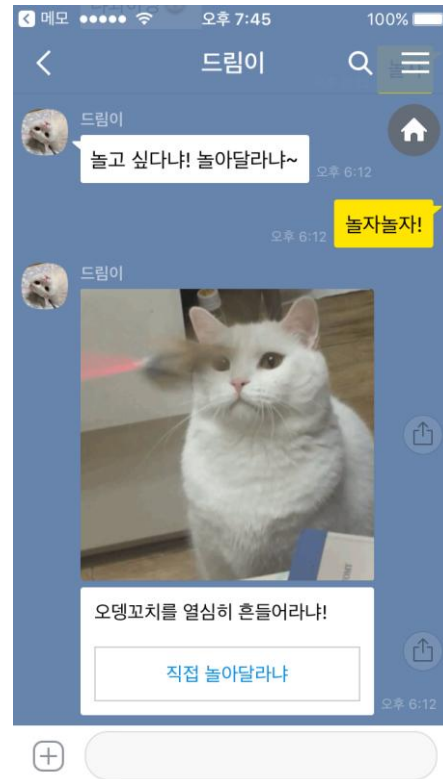 메모 오후 7:45 100%
드림이
드림이
놀고 싶다냐! 놀아달라냐~
오후 6:12
놀자놀자!
오후 6:12
드림이
오뎅꼬치를 열심히 흔들어라냐!
직접 놀아달라냐
오후 6:12